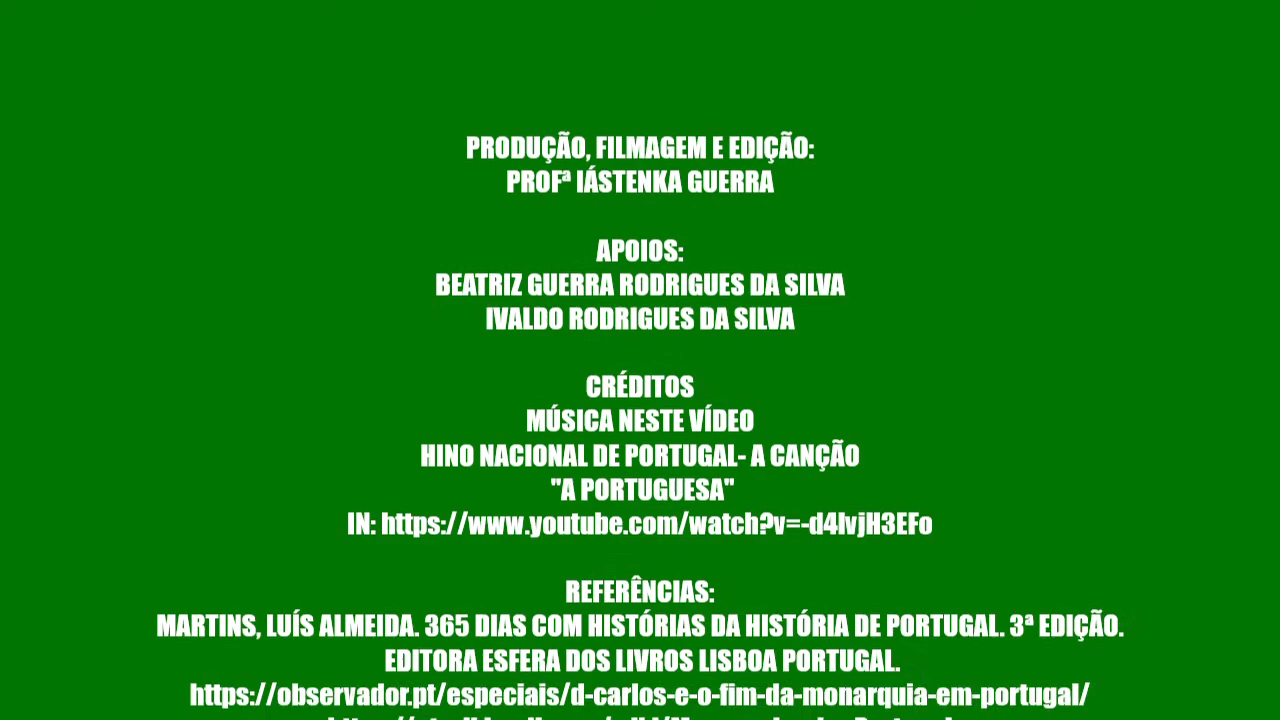 PRODUÇÃO, FILMAGEM E EDIÇÃO:
PROFª IÁSTENKA GUERRA
APOIOS:
BEATRIZ GUERRA RODRIGUES DA SILVA
IVALDO RODRIGUES DA SILVA
CRÉDITOS
MÚSICA NESTE VÍDEO
HINO NACIONAL DE PORTUGAL- A CANÇÃO
"A PORTUGUESA"
IN: https://www.youtube.com/watch?v=-d4IvjH3EFo
REFERÊNCIAS:
MARTINS, LUÍS ALMEIDA. 365 DIAS COM HISTÓRIAS DA HISTÓRIA DE PORTUGAL. 3ª EDIÇÃO.
EDITORA ESFERA DOS LIVROS LISBOA PORTUGAL.
https://observador.pt/especiais/d-carlos-e-o-fim-da-monarquia-em-portugal/